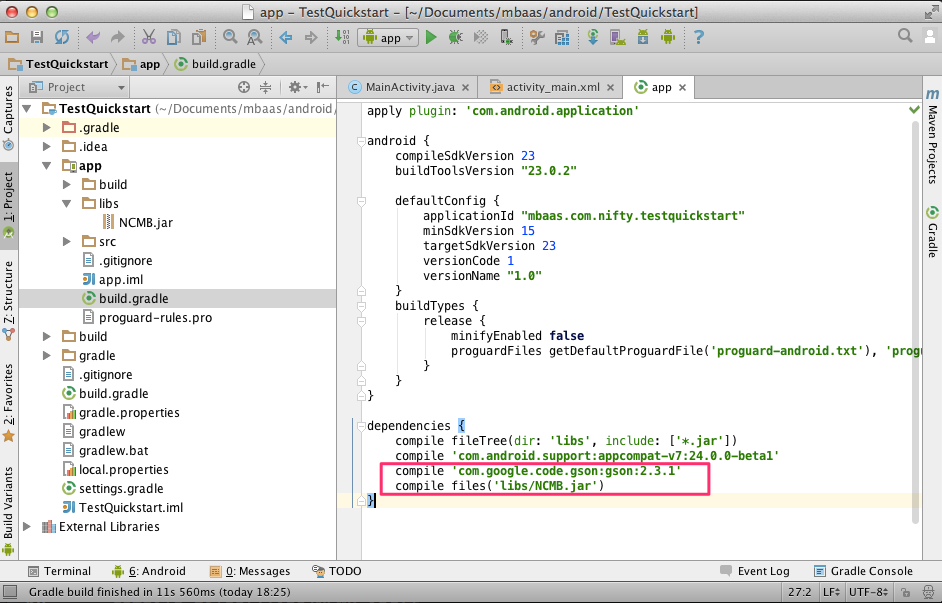 app - TestQuickstart - [~/Documents/mbaas/android/TestQuickstart]
app
TestQuickstart
app
build.gradle
Project
MainActivity.java
activity_main.xml
app
Captures
1: Project
Z: Structure
2: Favorites
Build Variants
TestQuickstart (~/Documents/mbaas/android/
.gradle
.idea
app
build
libs
NCMB.jar
src
.gitignore
app.iml
build.gradle
proguard-rules.pro
build
gradle
.gitignore
build.gradle
gradle.properties
gradlew
gradlew.bat
local.properties
settings.gradle
TestQuickstart.iml
External Libraries
apply plugin: 'com.android.application'
android {
compileSdkVersion 23
buildToolsVersion "23.0.2"
defaultConfig {
applicationId "mbaas.com.nifty.testquickstart"
minSdkVersion 15
targetSdkVersion 23
versionCode 1
versionName "1.0"
}
buildTypes {
release {
minifyEnabled false
proguardFiles getDefaultProguardFile('proguard-android.txt'), 'prog
}
}
}
dependencies {
compile fileTree(dir: 'libs', include: ['*.jar'])
compile 'com.android.support:appcompat-v7:24.0.0-beta1'
compile 'com.google.code.gson:gson:2.3.1'
compile files('libs/NCMB.jar')
}
Maven Projects
Gradle
Terminal
6: Android
0: Messages
TODO
Event Log
Gradle Console
Gradle build finished in 11s 560ms (today 18:25)
27:2
LF
UTF-8